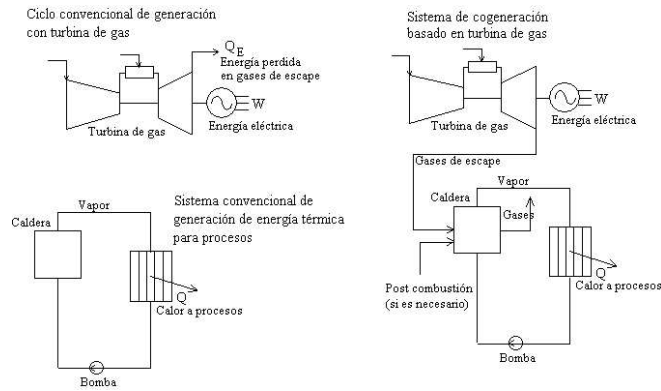 Ciclo convencional de generación
con turbina de gas
Q E
Energía perdida
en gases de escape
W
Turbina de gas
Energía eléctrica
Sistema convencional de
generación de energía térmica
para procesos
Vapor
Caldera
Q
Calor a procesos
Bomba
Sistema de cogeneración
basado en turbina de gas
W
Turbina de gas
Energía eléctrica
Gases de escape
Vapor
Caldera
Gases
Post combustión
(si es necesario)
Q
Calor a procesos
Bomba